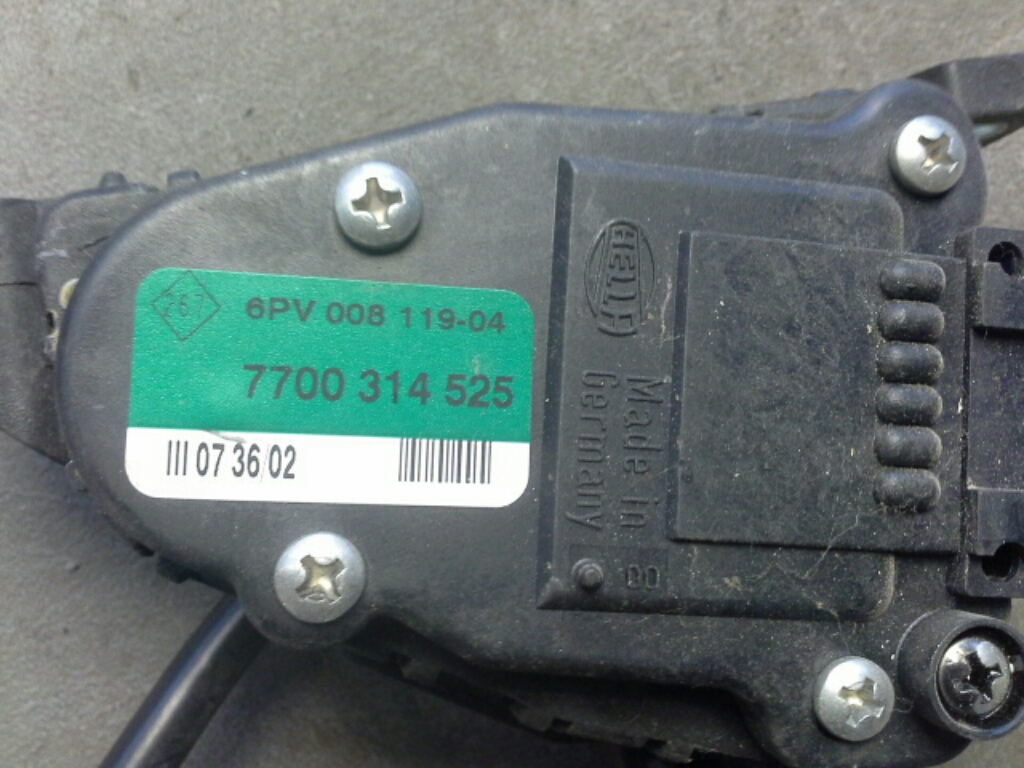 267
6PV 008 119-04
7700 314 525
III 07 36/02
HELLA
Made in
Germany
00